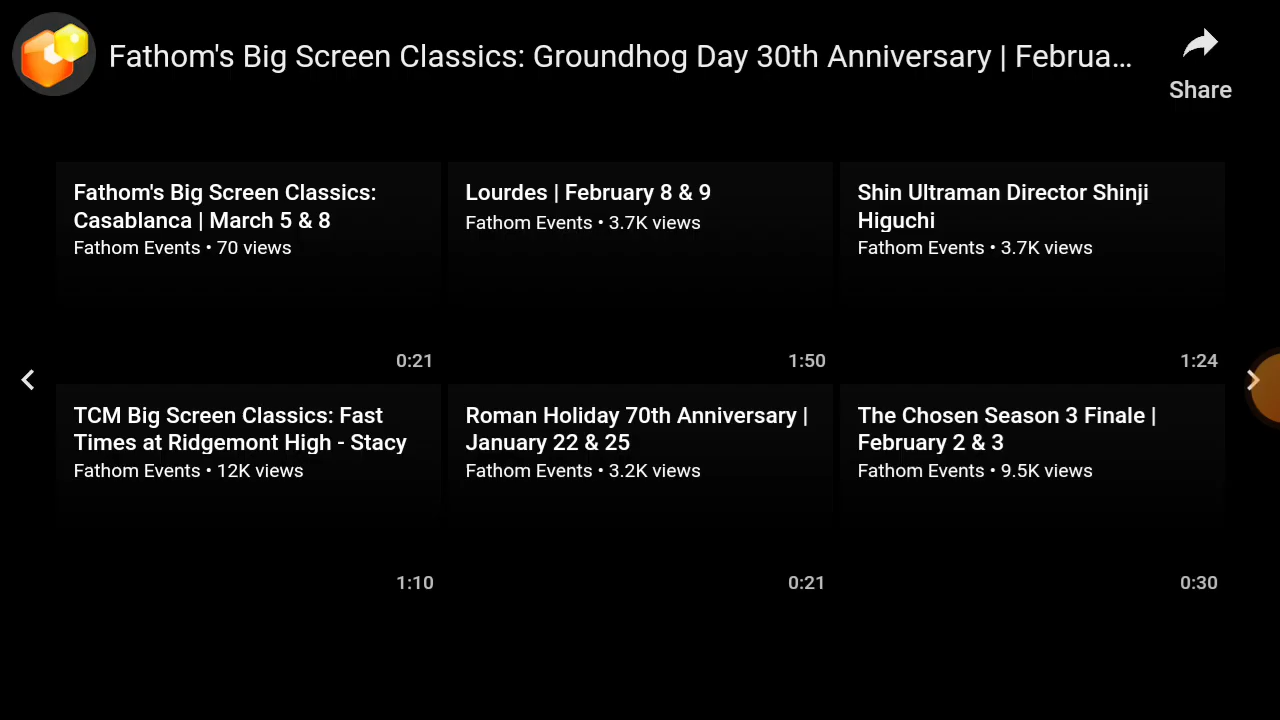 Fathom's Big Screen Classics: Groundhog Day 30th Anniversary | Februa...
Share
Fathom's Big Screen Classics:
Casablanca | March 5 & 8
Fathom Events • 70 views
0:21
Lourdes | February 8 & 9
Fathom Events • 3.7K views
1:50
Shin Ultraman Director Shinji
Higuchi
Fathom Events • 3.7K views
1:24
TCM Big Screen Classics: Fast
Times at Ridgemont High - Stacy
Fathom Events • 12K views
1:10
Roman Holiday 70th Anniversary |
January 22 & 25
Fathom Events • 3.2K views
0:21
The Chosen Season 3 Finale |
February 2 & 3
Fathom Events • 9.5K views
0:30